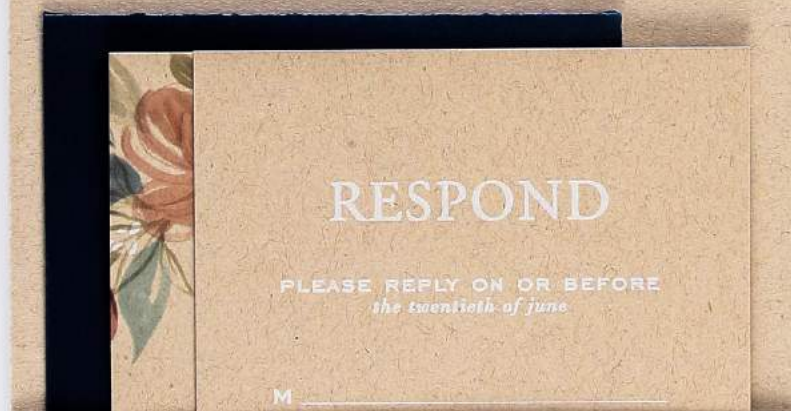 RESPOND
PLEASE REPLY ON OR BEFORE
the twentieth of june
M